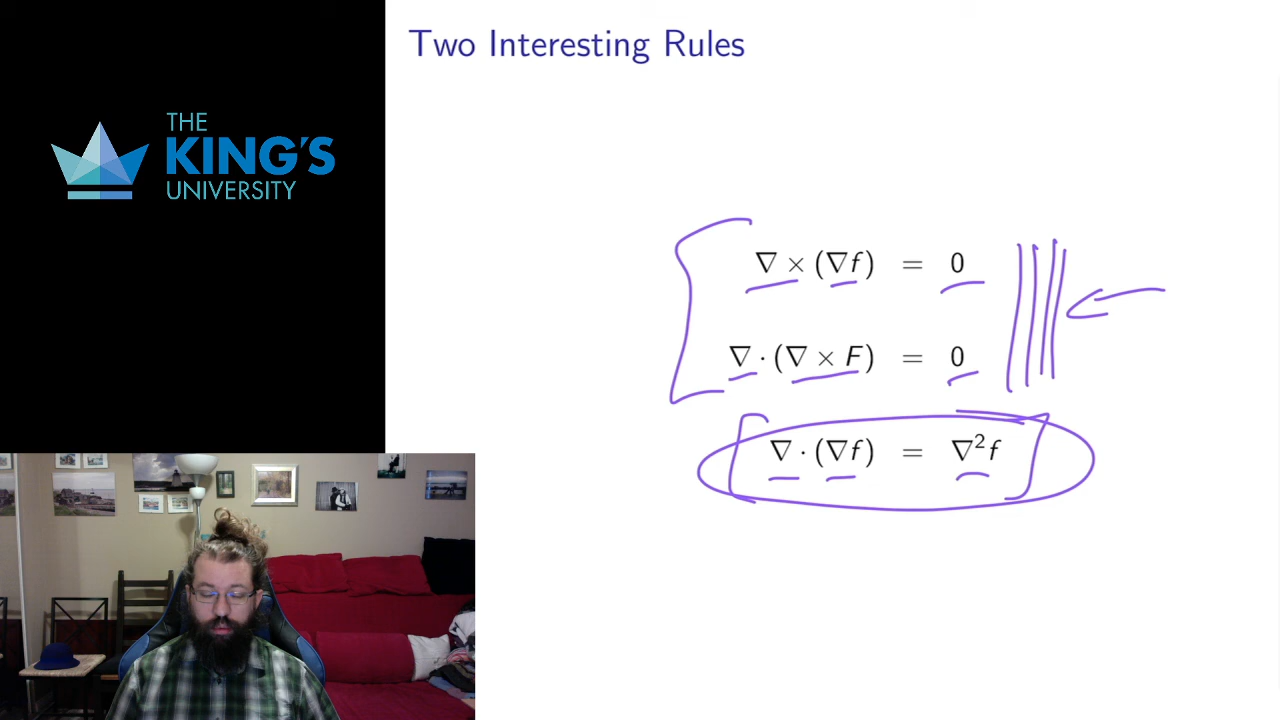 THE
KING'S
UNIVERSITY
Two Interesting Rules
∇ × (∇f) = 0
∇ · (∇ × F) = 0
∇ · (∇f) = ∇²f